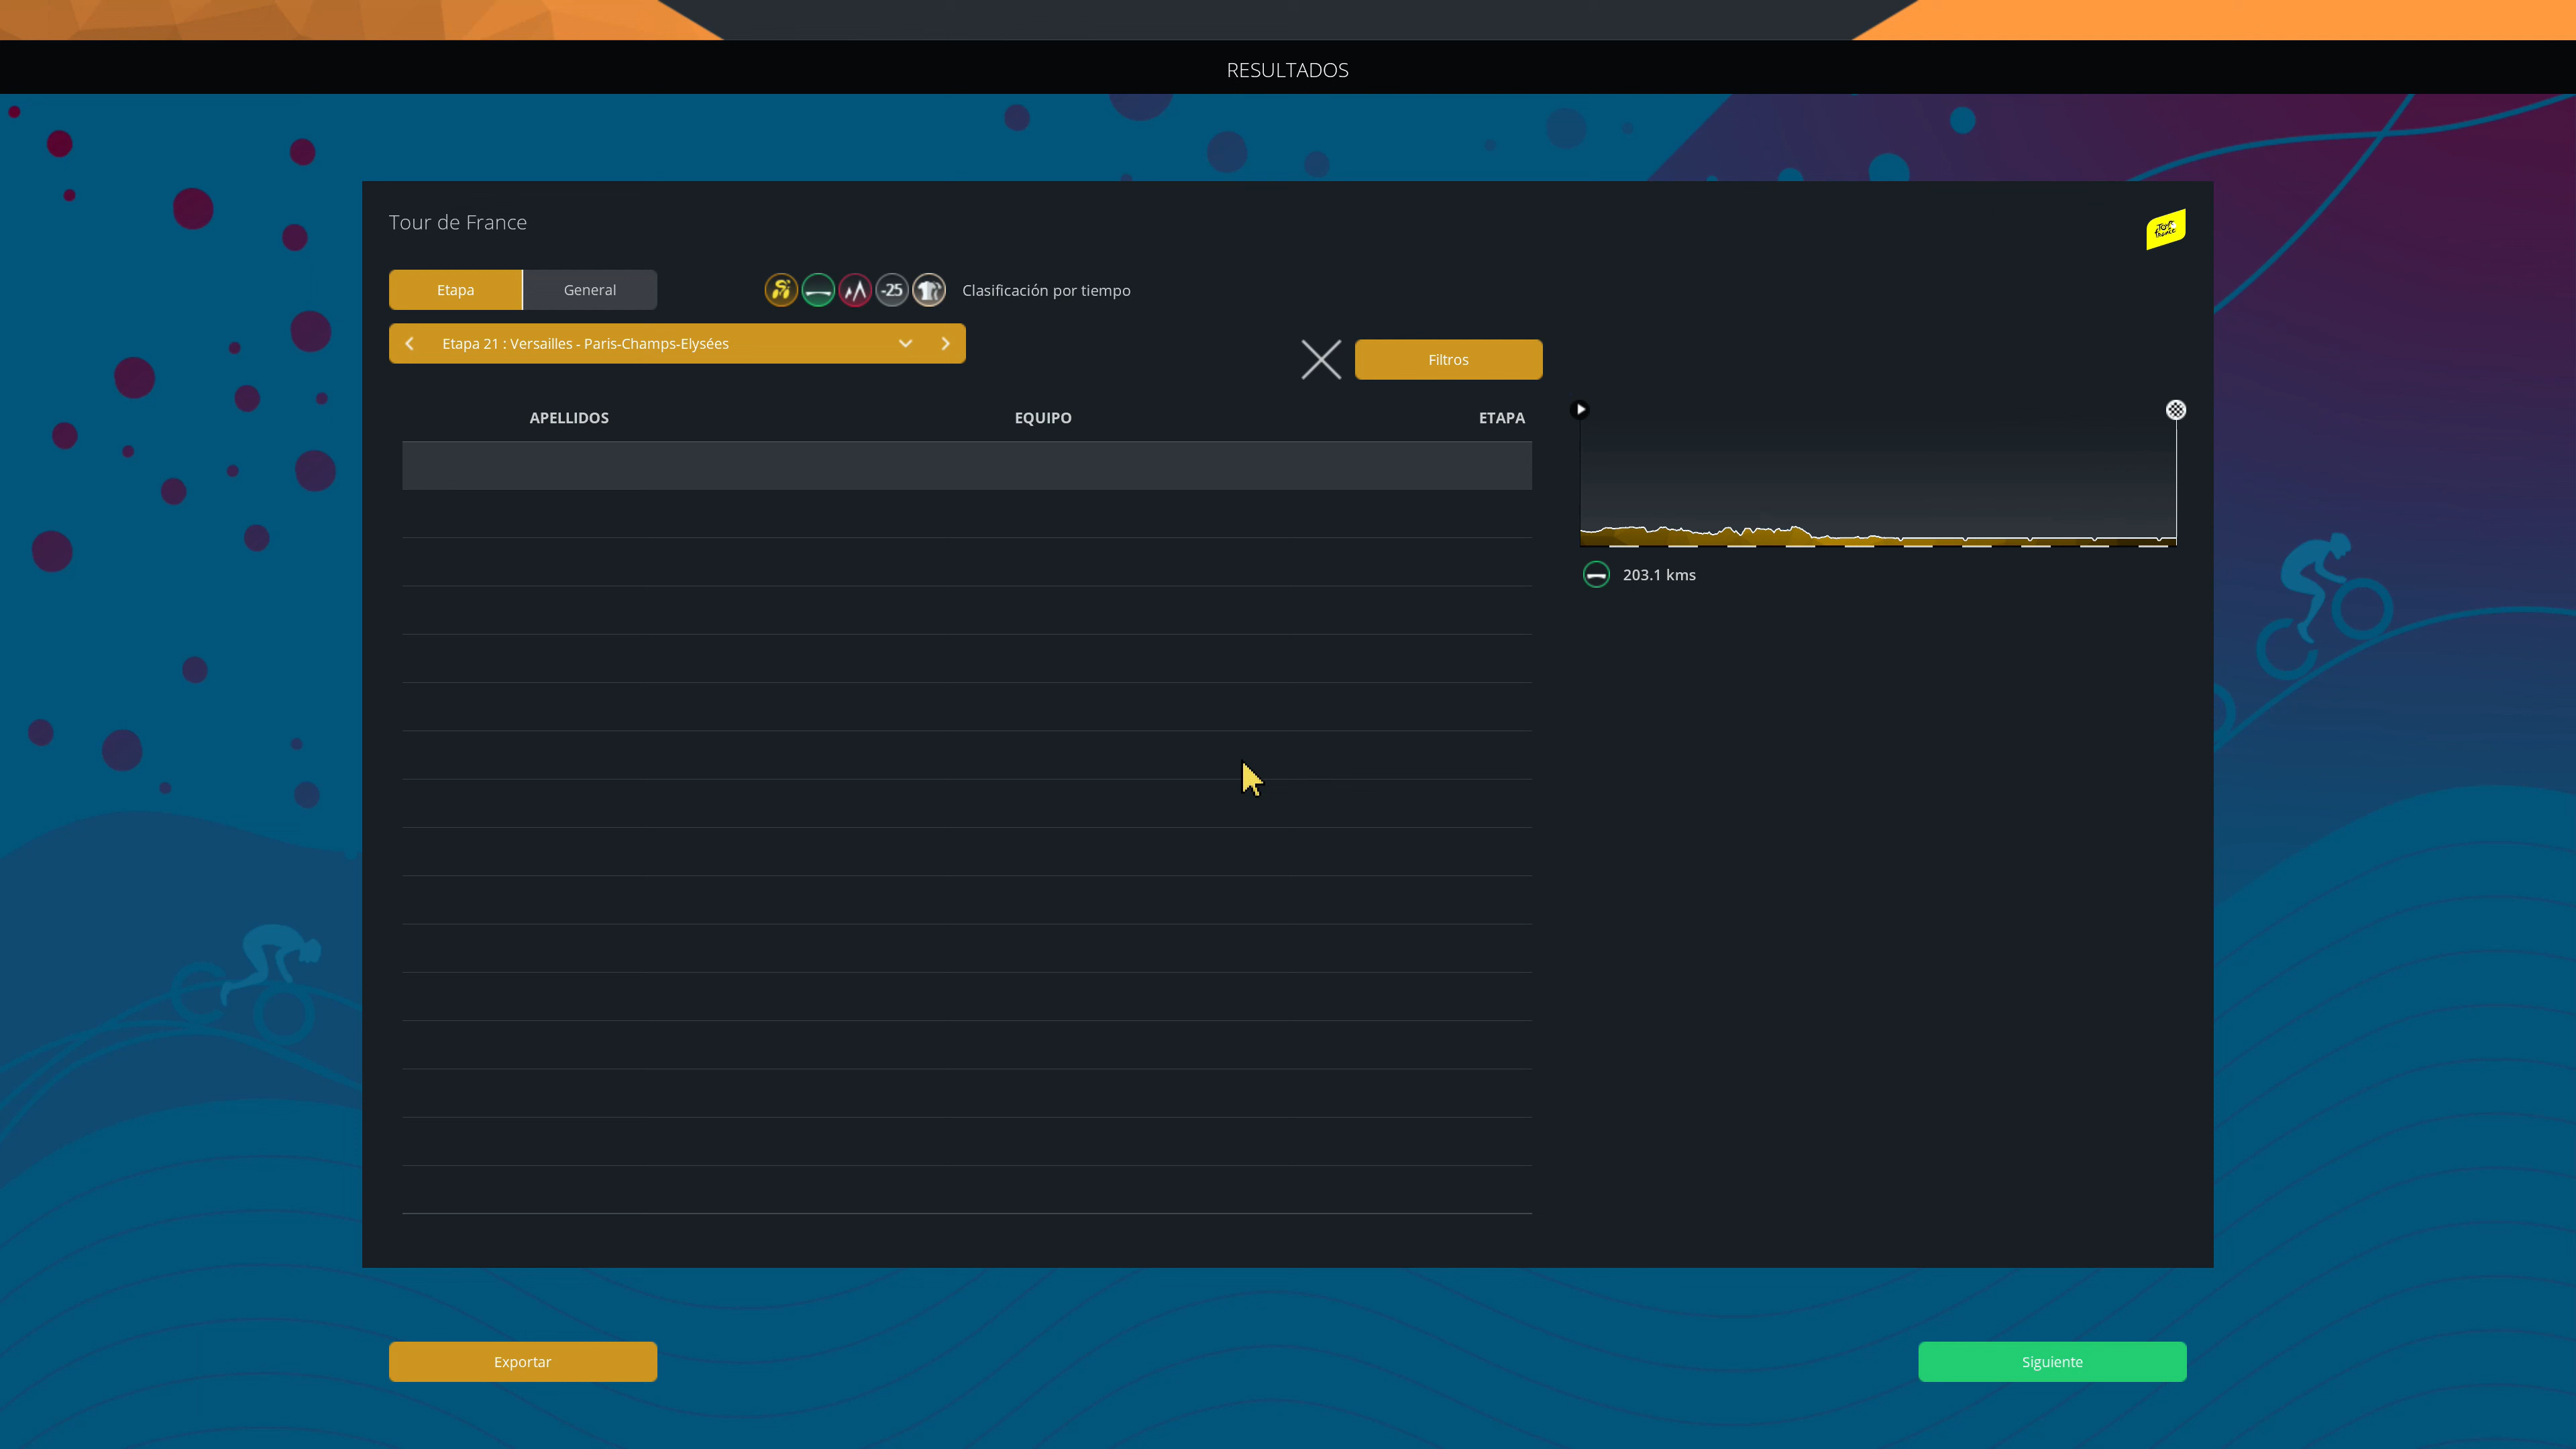 RESULTADOS
Tour de France
Etapa
General
-25
Clasificación por tiempo
Etapa 21 : Versailles - Paris-Champs-Elysées
Filtros
APELLIDOS
EQUIPO
ETAPA
203.1 kms
Exportar
Siguiente